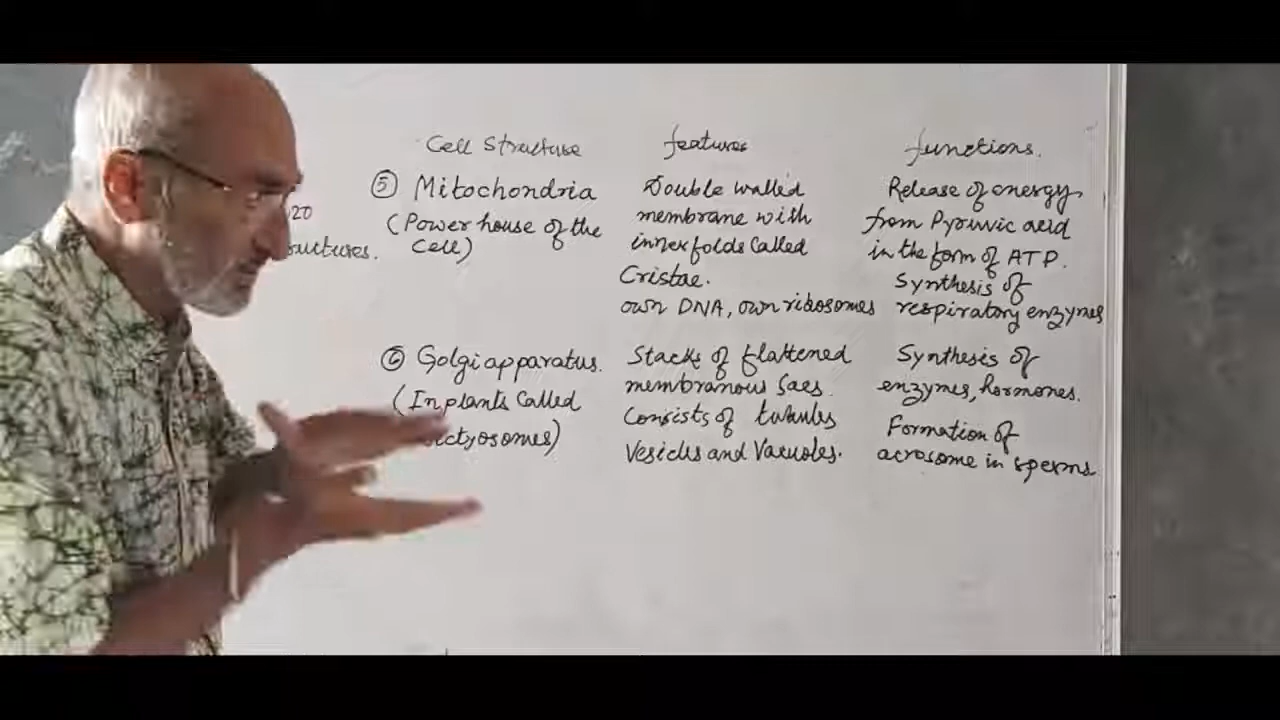 Cell Structure features functions.
20
ructures.
⑤ Mitochondria
(Power house of the
Cell)
Double walled
membrane with
inner folds Called
Cristae.
own DNA, own ribosomes
Release of energy
from Pyruvic acid
in the form of ATP.
Synthesis of
respiratory enzymes
⑥ Golgi apparatus.
(In plants Called
ctyosomes)
Stacks of flattened
membranous Sacs.
Consists of tubules
Vesicles and Vacuoles.
Synthesis of
enzymes, hormones.
Formation of
acrosome in sperms